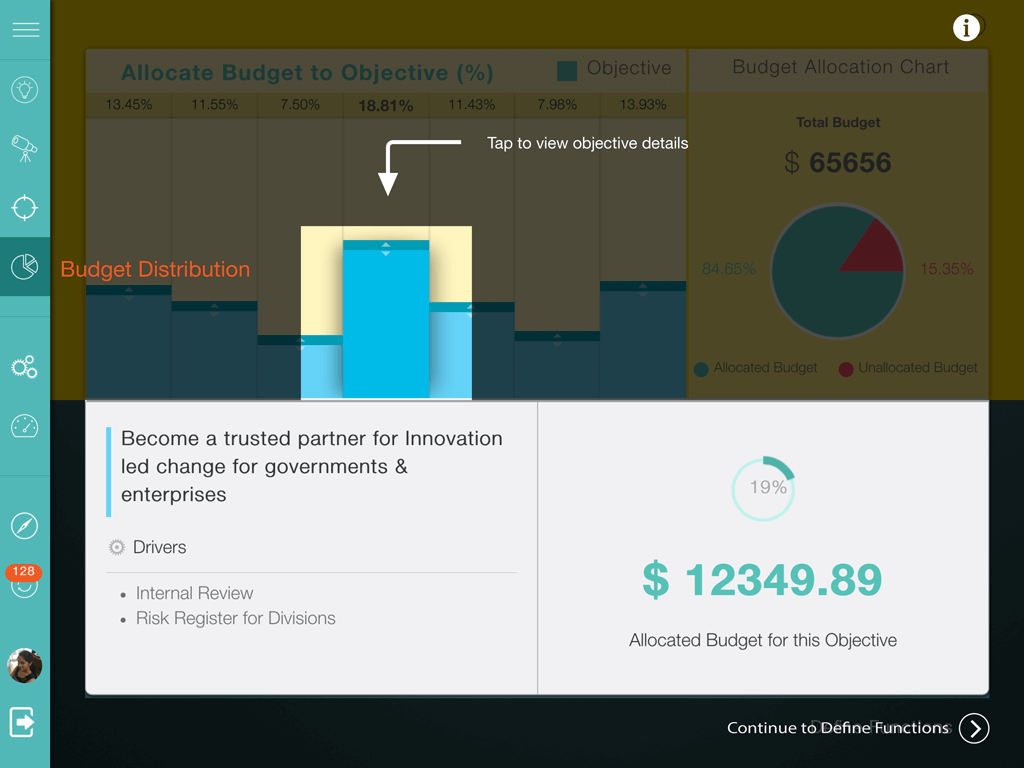 Allocate Budget to Objective (%)
Objective
Budget Allocation Chart
13.45%
11.55%
7.50%
18.81%
11.43%
7.98%
13.93%
Total Budget
Tap to view objective details
$ 65656
Budget Distribution
84.65%
15.35%
Allocated Budget
Unallocated Budget
Become a trusted partner for Innovation
led change for governments &
enterprises
19%
Drivers
128
$ 12349.89
Internal Review
Risk Register for Divisions
Allocated Budget for this Objective
Continue to Define Functions
Define Functions